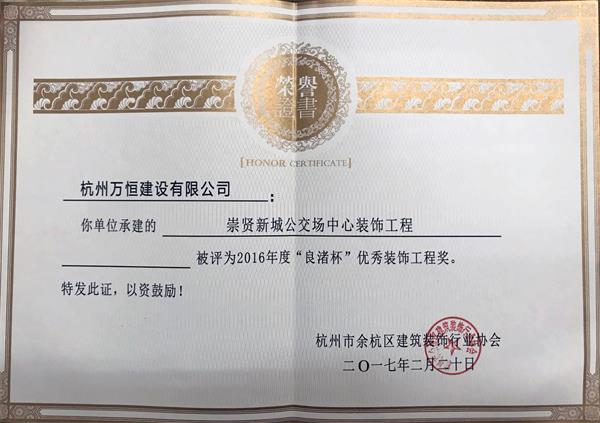 榮譽
證書
[HONOR CERTIFICATE]
杭州万恒建设有限公司：
你单位承建的 崇贤新城公交场中心装饰工程
被评为2016年度“良渚杯”优秀装饰工程奖。
特发此证，以资鼓励！
杭州市余杭区建筑装饰行业协会
二〇一七年二月二十日